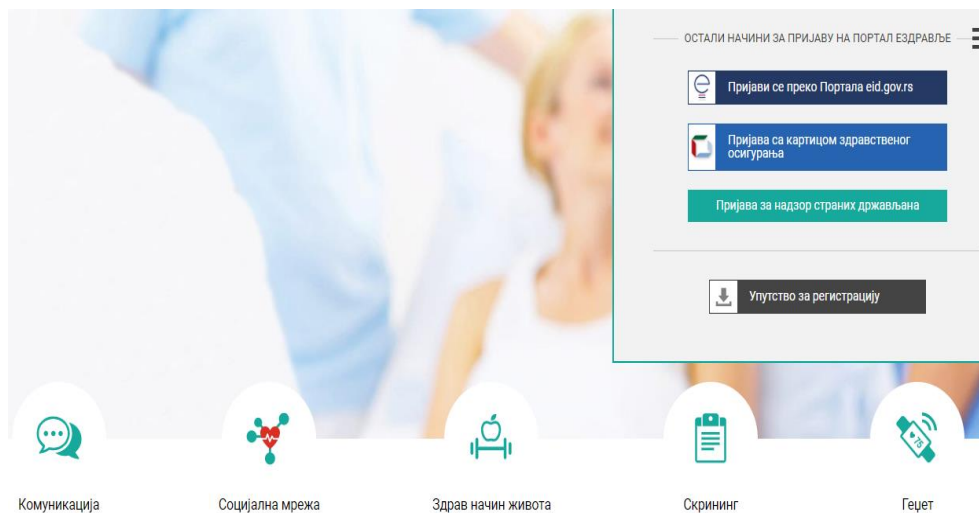 ОСТАЛИ НАЧИНИ ЗА ПРИЈАВУ НА ПОРТАЛ ЕЗДРАВЉЕ
Пријави се преко Портала eid.gov.rs
Пријава са картицом здравственог
осигурања
Пријава за надзор страних држављана
Упутство за регистрацију
75
Комуникација
Социјална мрежа
Здрав начин живота
Скрининг
Геџет